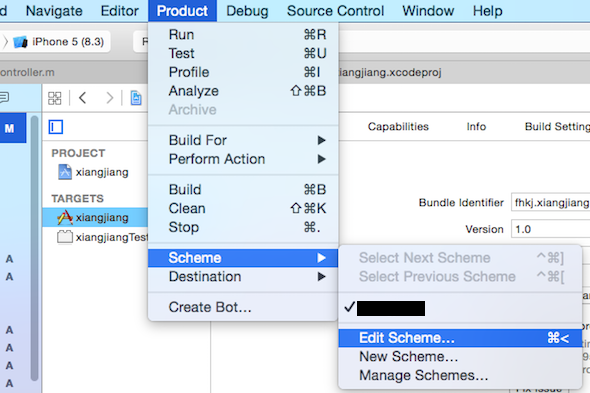 d Navigate Editor Product Debug Source Control Window Help
iPhone 5 (8.3) R
ontroller.m
iangjiang.xcodeproj
Run ⌘R
Test ⌘U
Profile ⌘I
Analyze ⇧⌘B
Archive
Build For
Perform Action
Build ⌘B
Clean ⇧⌘K
Stop ⌘.
Scheme
Destination
Create Bot...
M
PROJECT
xiangjiang
TARGETS
xiangjiang
xiangjiangTest
A
A
A
A
A
A
Capabilities Info Build Setting
Bundle Identifier fhkj.xiangjiang
Version 1.0
Select Next Scheme ^⌘]
Select Previous Scheme ^⌘[
Edit Scheme... ⌘<
New Scheme...
Manage Schemes...
Fix Issue